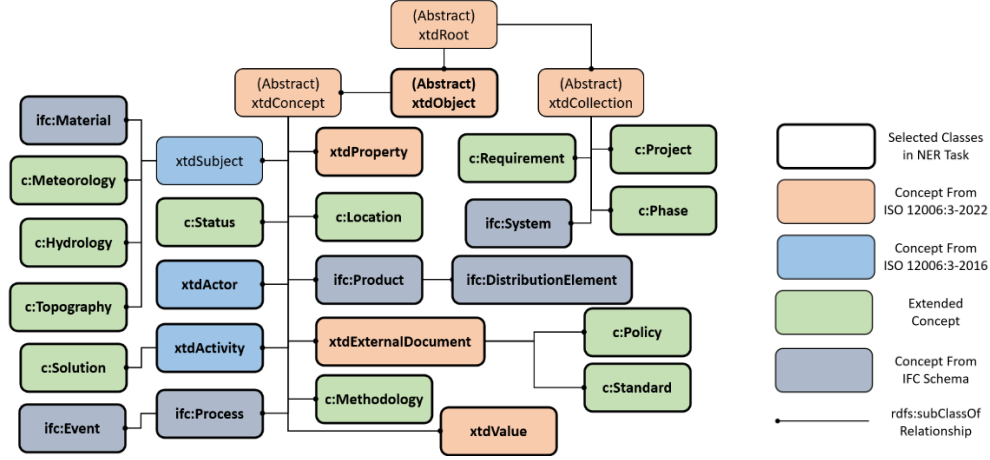 (Abstract)
xtdRoot
(Abstract)
xtdConcept
(Abstract)
xtdObject
(Abstract)
xtdCollection
ifc:Material
xtdSubject
xtdProperty
c:Requirement
c:Project
c:Meteorology
c:Status
c:Location
ifc:System
c:Phase
c:Hydrology
xtdActor
ifc:Product
ifc:DistributionElement
c:Topography
xtdActivity
xtdExternalDocument
c:Policy
c:Solution
c:Methodology
c:Standard
ifc:Event
ifc:Process
xtdValue
Selected Classes
in NER Task
Concept From
ISO 12006:3-2022
Concept From
ISO 12006:3-2016
Extended
Concept
Concept From
IFC Schema
rdfs:subClassOf
Relationship